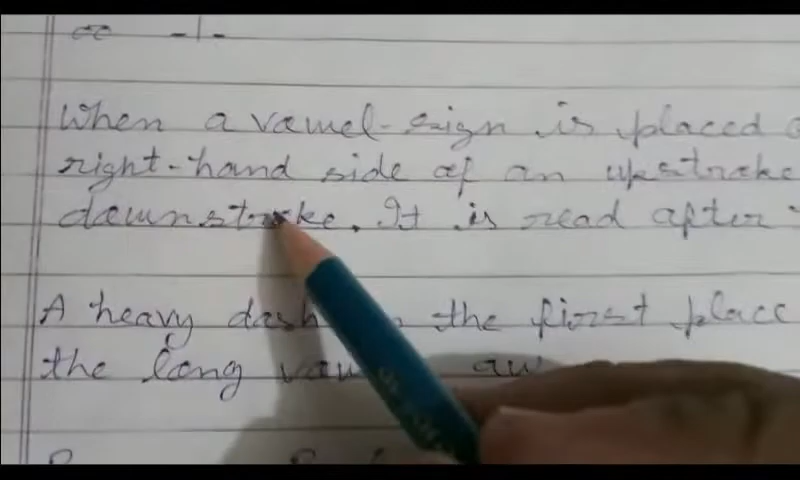 When a vowel-sign is placed
right-hand side of an upstroke
downstroke. It is read after
A heavy dash the first place
the long